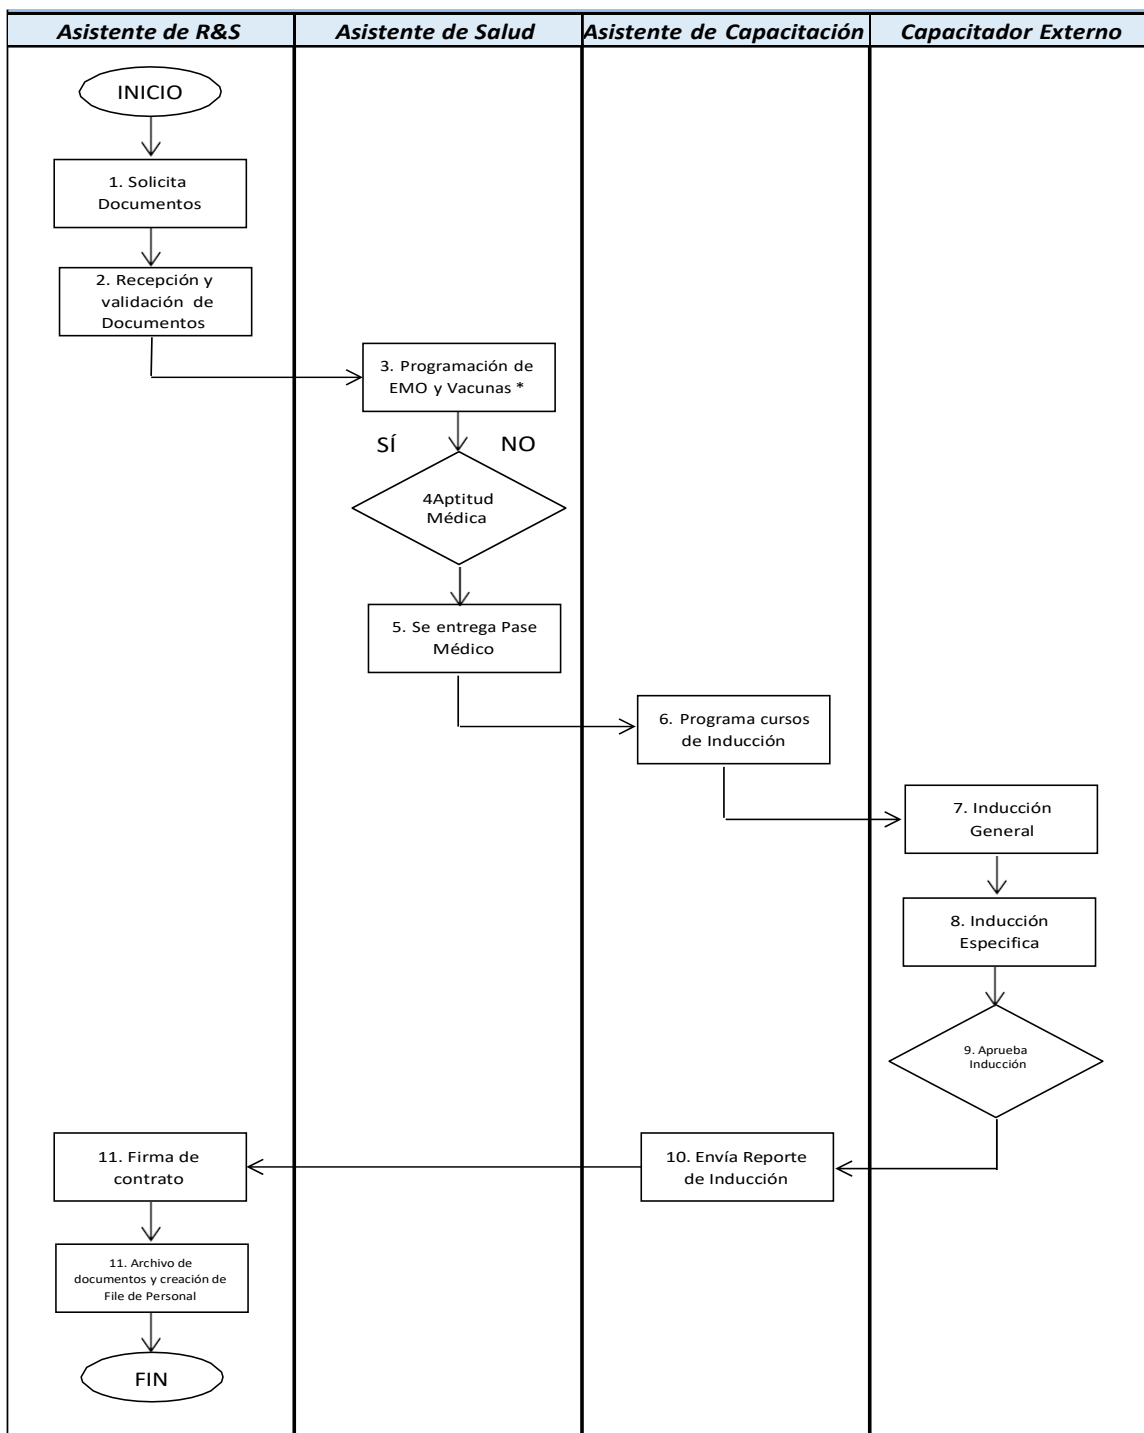 Asistente de R&S
Asistente de Salud
Asistente de Capacitación
Capacitador Externo
INICIO
1. Solicita
Documentos
2. Recepción y
validación de
Documentos
3. Programación de
EMO y Vacunas *
SÍ
NO
4Aptitud
Médica
5. Se entrega Pase
Médico
6. Programa cursos
de Inducción
7. Inducción
General
8. Inducción
Especifica
9. Aprueba
Inducción
10. Envía Reporte
de Inducción
11. Firma de
contrato
11. Archivo de
documentos y creación de
File de Personal
FIN